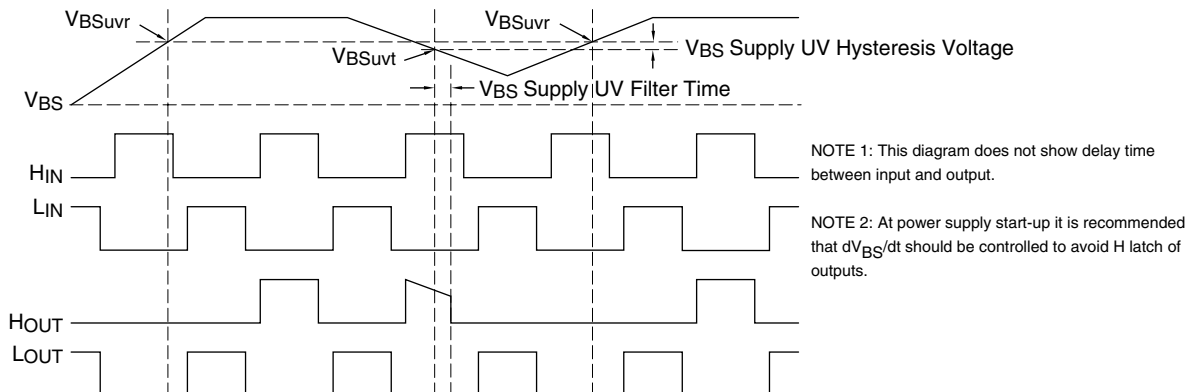 VBSuvr
VBSuvr
VBSuvt
VBS Supply UV Hysteresis Voltage
VBS Supply UV Filter Time
VBS
HIN
LIN
HOUT
LOUT
NOTE 1: This diagram does not show delay time
between input and output.
NOTE 2: At power supply start-up it is recommended
that dVBS/dt should be controlled to avoid H latch of
outputs.